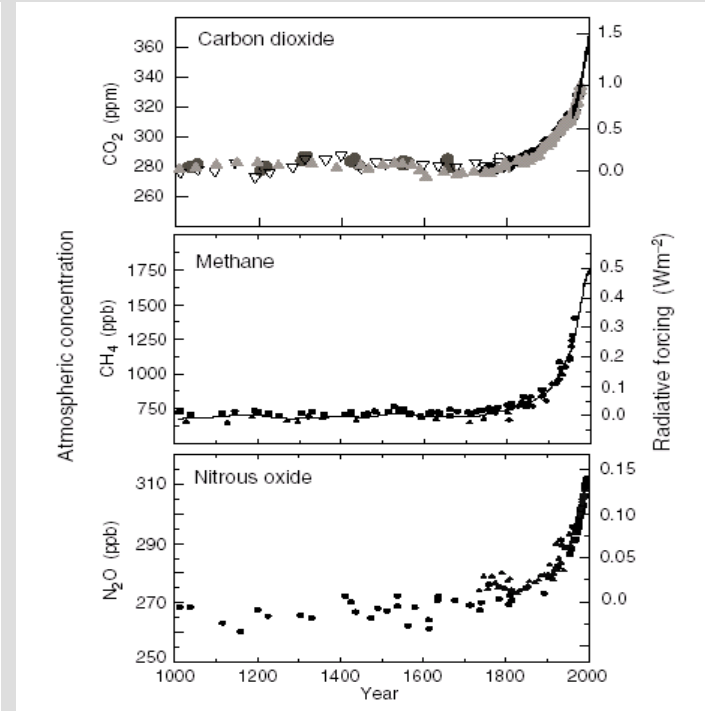 Carbon dioxide
360
340
320
300
280
260
CO2 (ppm)
1.5
1.0
0.5
0.0
Methane
1750
1500
1250
1000
750
CH4 (ppb)
0.5
0.4
0.3
0.2
0.1
0.0
Nitrous oxide
310
290
270
250
N2O (ppb)
0.15
0.10
0.05
0.0
Atmospheric concentration
Radiative forcing (Wm−2)
1000 1200 1400 1600 1800 2000
Year